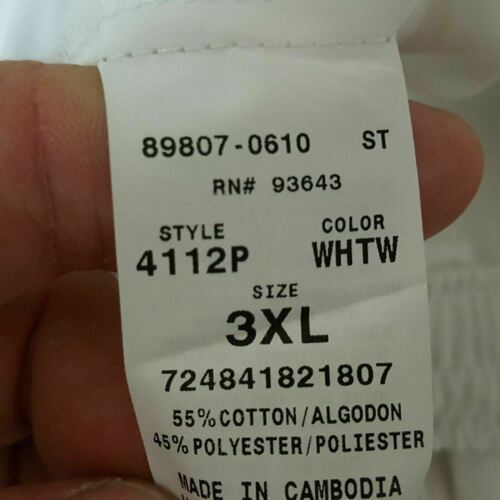 89807-0610 ST
RN# 93643
STYLE COLOR
4112P WHTW
SIZE
3XL
724841821807
55% COTTON/ALGODON
45% POLYESTER/POLIESTER
MADE IN CAMBODIA